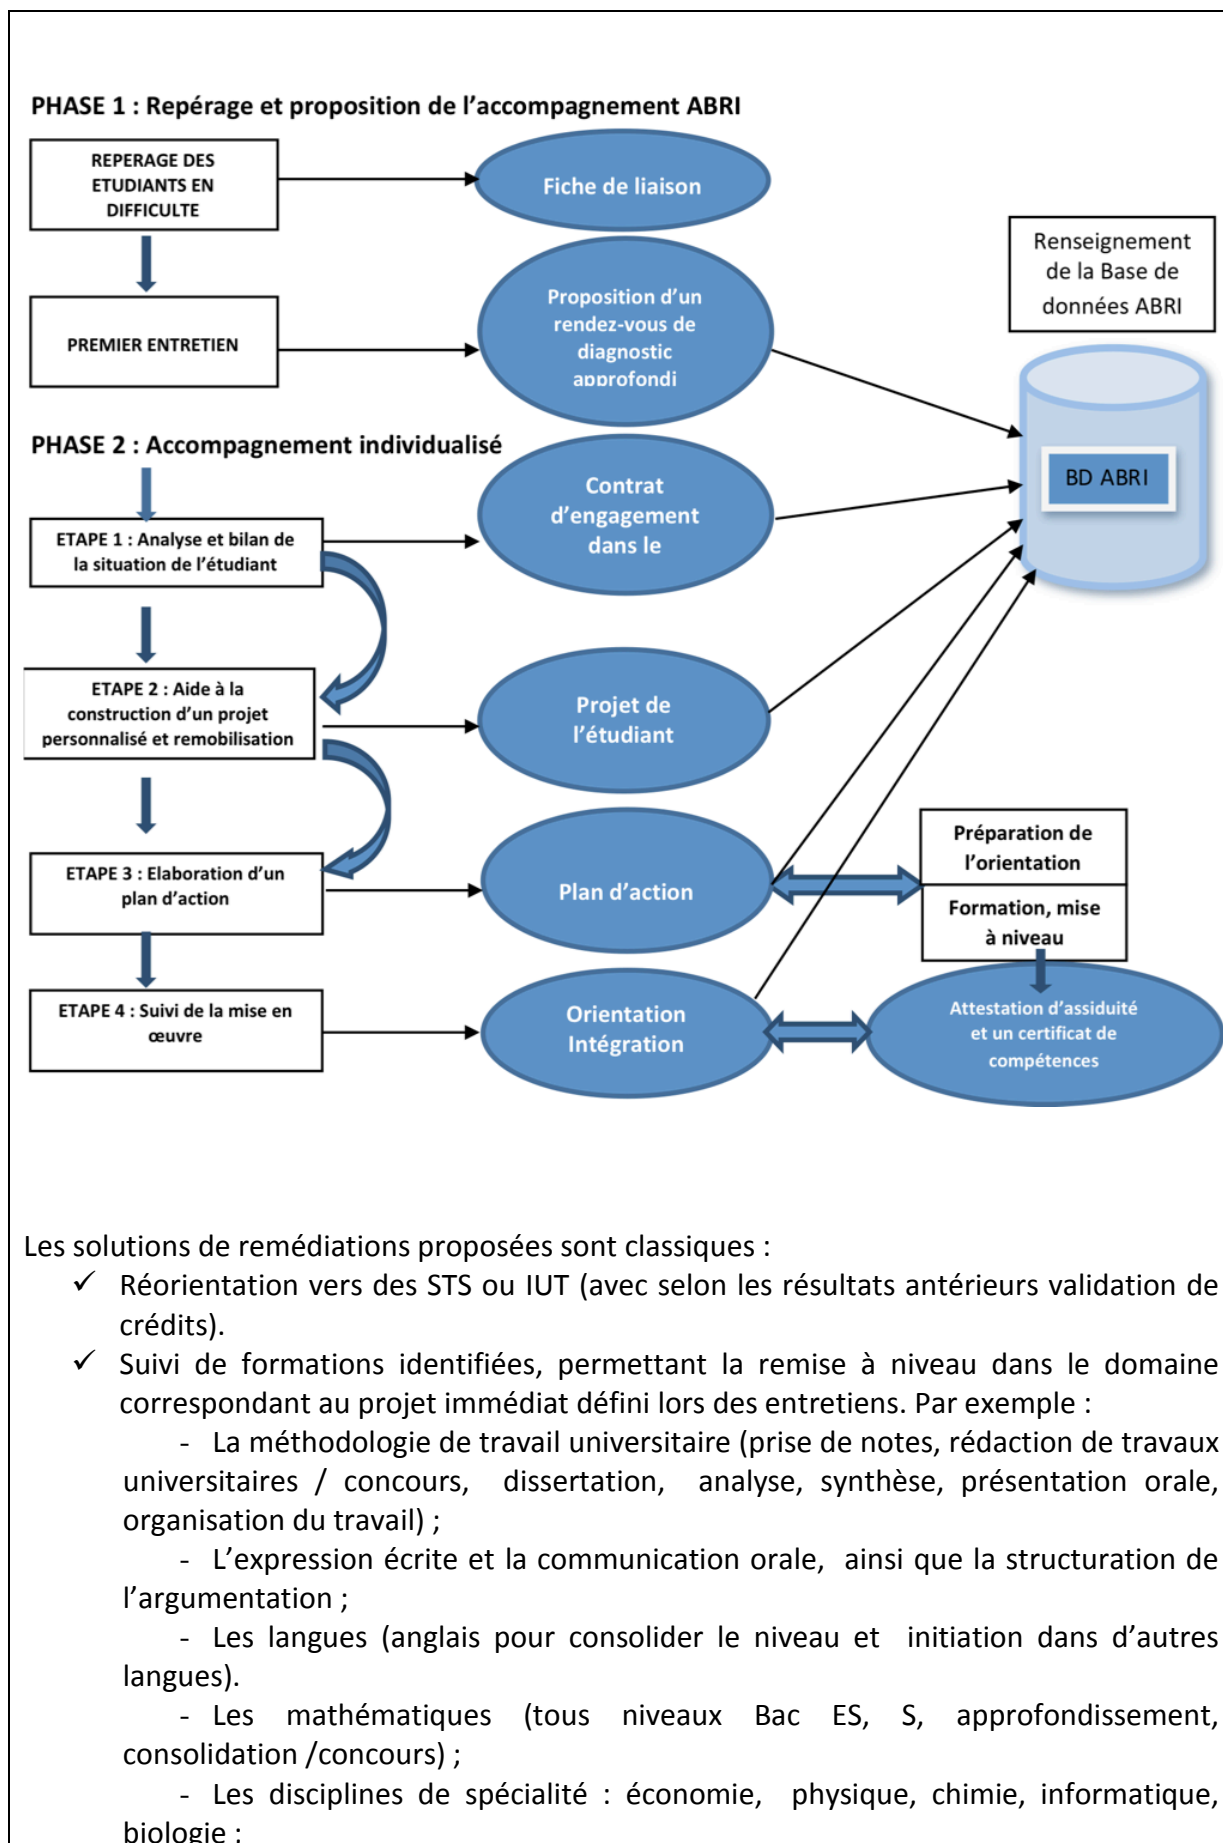 PHASE 1 : Repérage et proposition de l’accompagnement ABRI
REPERAGE DES
ETUDIANTS EN
DIFFICULTE
Fiche de liaison
Renseignement
de la Base de
données ABRI
PREMIER ENTRETIEN
Proposition d’un
rendez-vous de
diagnostic
approfondi
BD ABRI
PHASE 2 : Accompagnement individualisé
ETAPE 1 : Analyse et bilan de
la situation de l’étudiant
Contrat
d’engagement
dans le
ETAPE 2 : Aide à la
construction d’un projet
personnalisé et remobilisation
Projet de
l’étudiant
ETAPE 3 : Elaboration d’un
plan d’action
Plan d’action
Préparation de
l’orientation
Formation, mise
à niveau
ETAPE 4 : Suivi de la mise en
œuvre
Orientation
Intégration
Attestation d’assiduité
et un certificat de
compétences
Les solutions de remédiations proposées sont classiques :
✓ Réorientation vers des STS ou IUT (avec selon les résultats antérieurs validation de
crédits).
✓ Suivi de formations identifiées, permettant la remise à niveau dans le domaine
correspondant au projet immédiat défini lors des entretiens. Par exemple :
- La méthodologie de travail universitaire (prise de notes, rédaction de travaux
universitaires / concours, dissertation, analyse, synthèse, présentation orale,
organisation du travail) ;
- L’expression écrite et la communication orale, ainsi que la structuration de
l’argumentation ;
- Les langues (anglais pour consolider le niveau et initiation dans d’autres
langues).
- Les mathématiques (tous niveaux Bac ES, S, approfondissement,
consolidation /concours) ;
- Les disciplines de spécialité : économie, physique, chimie, informatique,
biologie ;